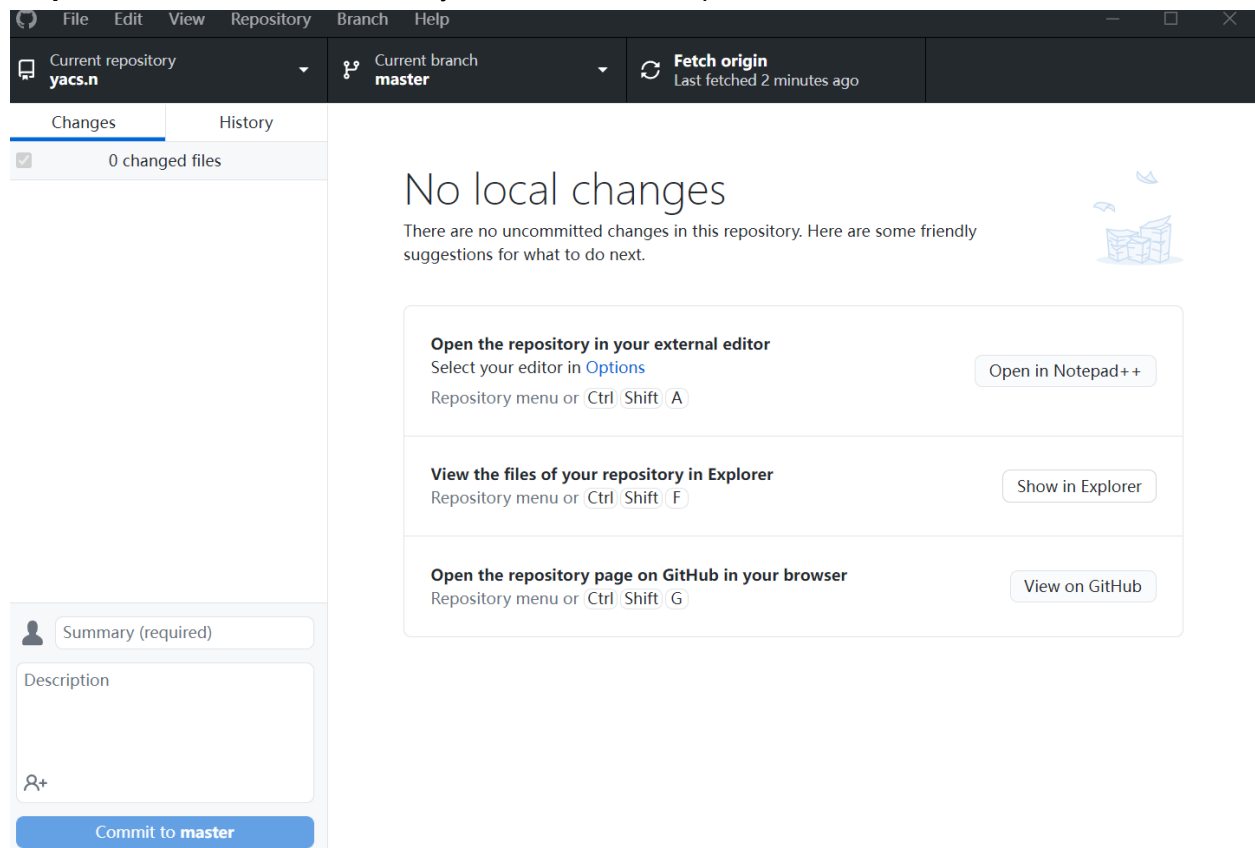 File Edit View Repository Branch Help
Current repository
yacs.n
Current branch
master
Fetch origin
Last fetched 2 minutes ago
Changes
History
0 changed files
No local changes
There are no uncommitted changes in this repository. Here are some friendly
suggestions for what to do next.
Open the repository in your external editor
Select your editor in Options
Repository menu or Ctrl Shift A
Open in Notepad++
View the files of your repository in Explorer
Repository menu or Ctrl Shift F
Show in Explorer
Open the repository page on GitHub in your browser
Repository menu or Ctrl Shift G
View on GitHub
Summary (required)
Description
Commit to master